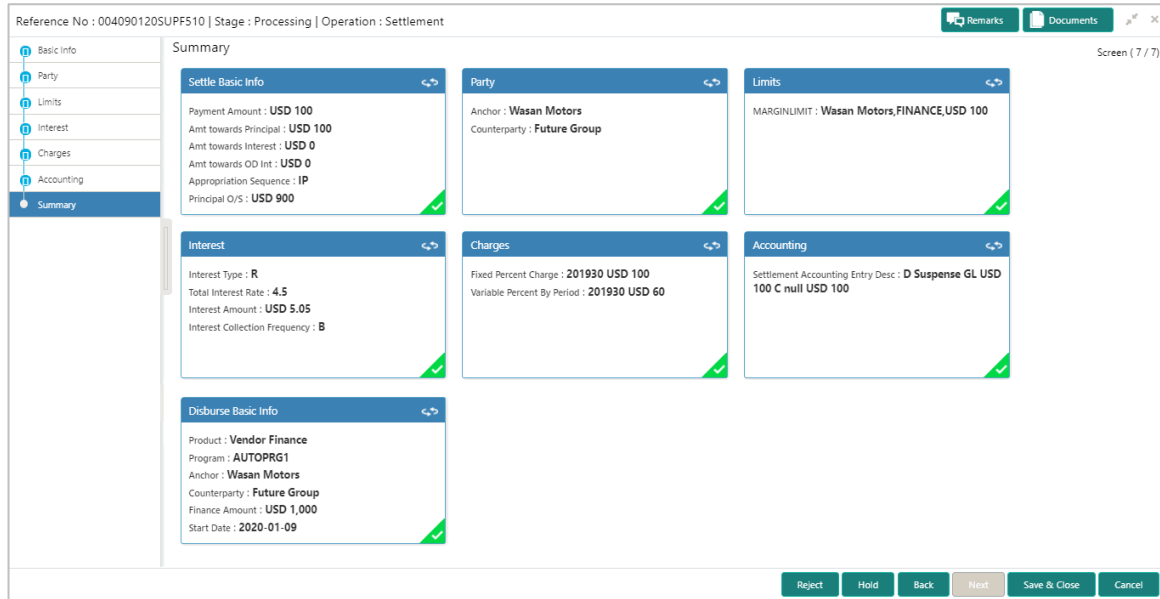 Reference No : 004090120SUPF510 | Stage : Processing | Operation : Settlement
Remarks
Documents
Basic Info
Party
Limits
Interest
Charges
Accounting
Summary
Summary
Screen ( 7 / 7)
Settle Basic Info
Payment Amount : USD 100
Amt towards Principal : USD 100
Amt towards Interest : USD 0
Amt towards OD Int : USD 0
Appropriation Sequence : IP
Principal O/S : USD 900
Party
Anchor : Wasan Motors
Counterparty : Future Group
Limits
MARGINLIMIT : Wasan Motors,FINANCE,USD 100
Interest
Interest Type : R
Total Interest Rate : 4.5
Interest Amount : USD 5.05
Interest Collection Frequency : B
Charges
Fixed Percent Charge : 201930 USD 100
Variable Percent By Period : 201930 USD 60
Accounting
Settlement Accounting Entry Desc : D Suspense GL USD
100 C null USD 100
Disburse Basic Info
Product : Vendor Finance
Program : AUTOPRG1
Anchor : Wasan Motors
Counterparty : Future Group
Finance Amount : USD 1,000
Start Date : 2020-01-09
Reject
Hold
Back
Next
Save & Close
Cancel